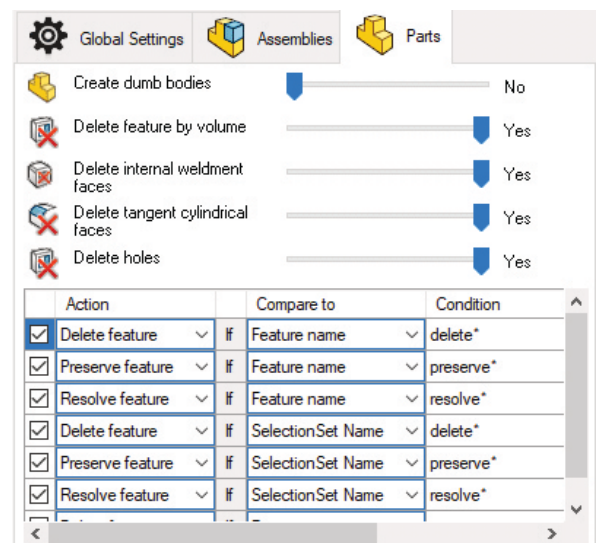 Global Settings Assemblies Parts
Create dumb bodies No
Delete feature by volume Yes
Delete internal weldment
faces Yes
Delete tangent cylindrical
faces Yes
Delete holes Yes
Action Compare to Condition
Delete feature If Feature name delete*
Preserve feature If Feature name preserve*
Resolve feature If Feature name resolve*
Delete feature If SelectionSet Name delete*
Preserve feature If SelectionSet Name preserve*
Resolve feature If SelectionSet Name resolve*